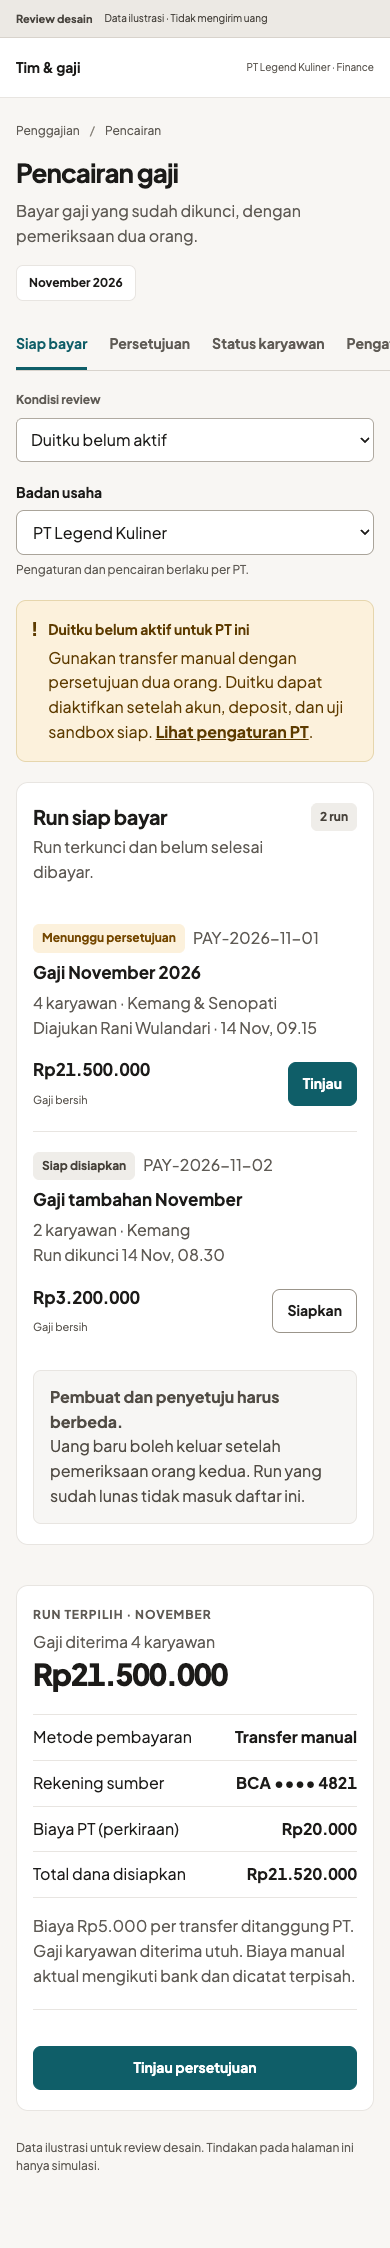 Review desain Data ilustrasi · Tidak mengirim uang
Tim & gaji PT Legend Kuliner · Finance
Penggajian / Pencairan
Pencairan gaji
Bayar gaji yang sudah dikunci, dengan
pemeriksaan dua orang.
November 2026
Siap bayar Persetujuan Status karyawan Penga
Kondisi review
Duitku belum aktif
Badan usaha
PT Legend Kuliner
Pengaturan dan pencairan berlaku per PT.
! Duitku belum aktif untuk PT ini
Gunakan transfer manual dengan
persetujuan dua orang. Duitku dapat
diaktifkan setelah akun, deposit, dan uji
sandbox siap. Lihat pengaturan PT.
Run siap bayar 2 run
Run terkunci dan belum selesai
dibayar.
Menunggu persetujuan PAY-2026-11-01
Gaji November 2026
4 karyawan · Kemang & Senopati
Diajukan Rani Wulandari · 14 Nov, 09.15
Rp21.500.000
Gaji bersih
Tinjau
Siap disiapkan PAY-2026-11-02
Gaji tambahan November
2 karyawan · Kemang
Run dikunci 14 Nov, 08.30
Rp3.200.000
Gaji bersih
Siapkan
Pembuat dan penyetuju harus
berbeda.
Uang baru boleh keluar setelah
pemeriksaan orang kedua. Run yang
sudah lunas tidak masuk daftar ini.
RUN TERPILIH · NOVEMBER
Gaji diterima 4 karyawan
Rp21.500.000
Metode pembayaran Transfer manual
Rekening sumber BCA •••• 4821
Biaya PT (perkiraan) Rp20.000
Total dana disiapkan Rp21.520.000
Biaya Rp5.000 per transfer ditanggung PT.
Gaji karyawan diterima utuh. Biaya manual
aktual mengikuti bank dan dicatat terpisah.
Tinjau persetujuan
Data ilustrasi untuk review desain. Tindakan pada halaman ini
hanya simulasi.